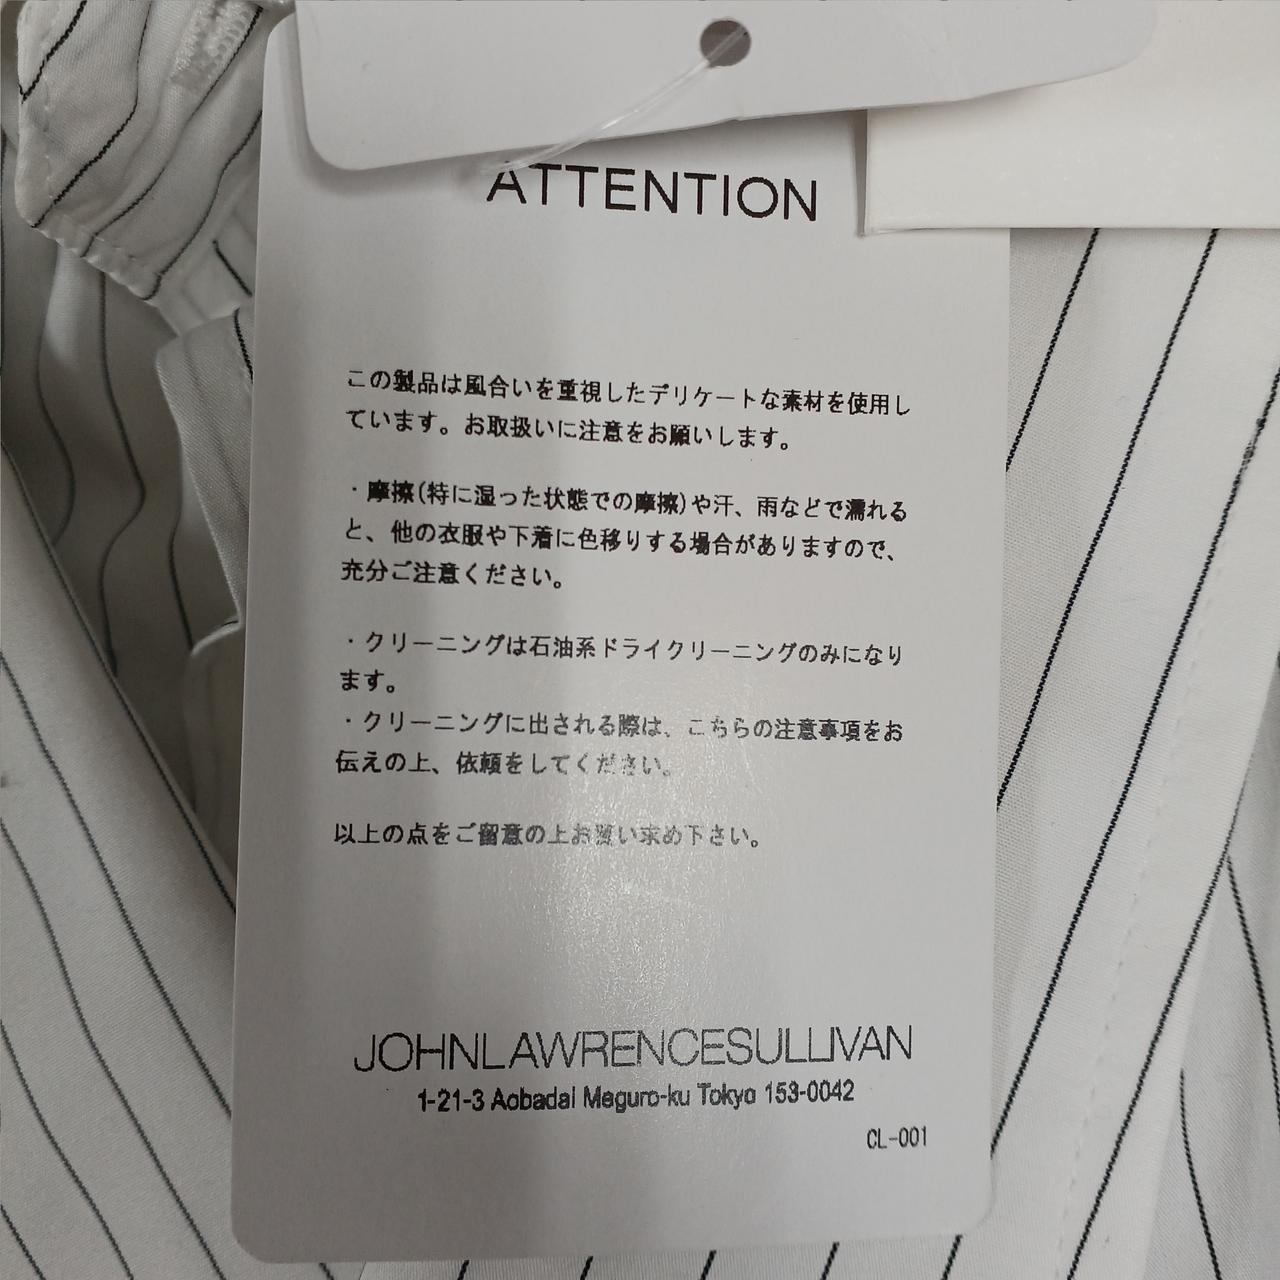 ATTENTION
この製品は風合いを重視したデリケートな素材を使用し
ています。お取扱いに注意をお願いします。
・摩擦(特に湿った状態での摩擦)や汗、雨などで濡れる
と、他の衣服や下着に色移りする場合がありますので、
充分ご注意ください。
・クリーニングは石油系ドライクリーニングのみになり
ます。
・クリーニングに出される際は、こちらの注意事項をお
伝えの上、依頼をしてください。
以上の点をご留意の上お買い求め下さい。
JOHNLAWRENCESULLIVAN
1-21-3 Aobadai Meguro-ku Tokyo 153-0042
CL-001